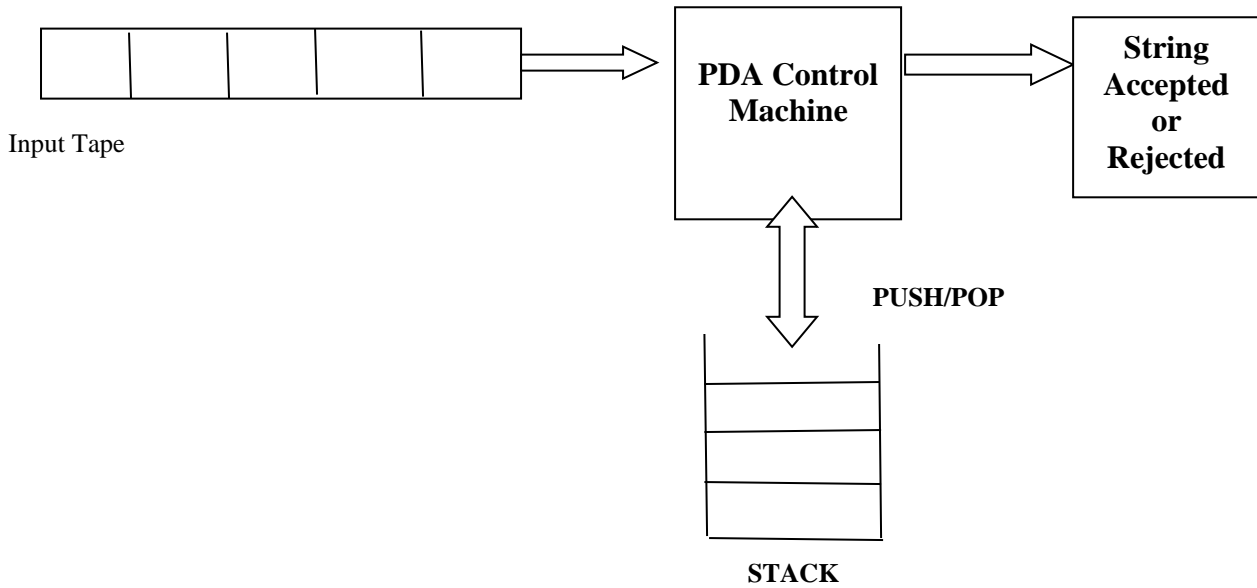 Input Tape
PDA Control
Machine
String
Accepted
or
Rejected
PUSH/POP
STACK